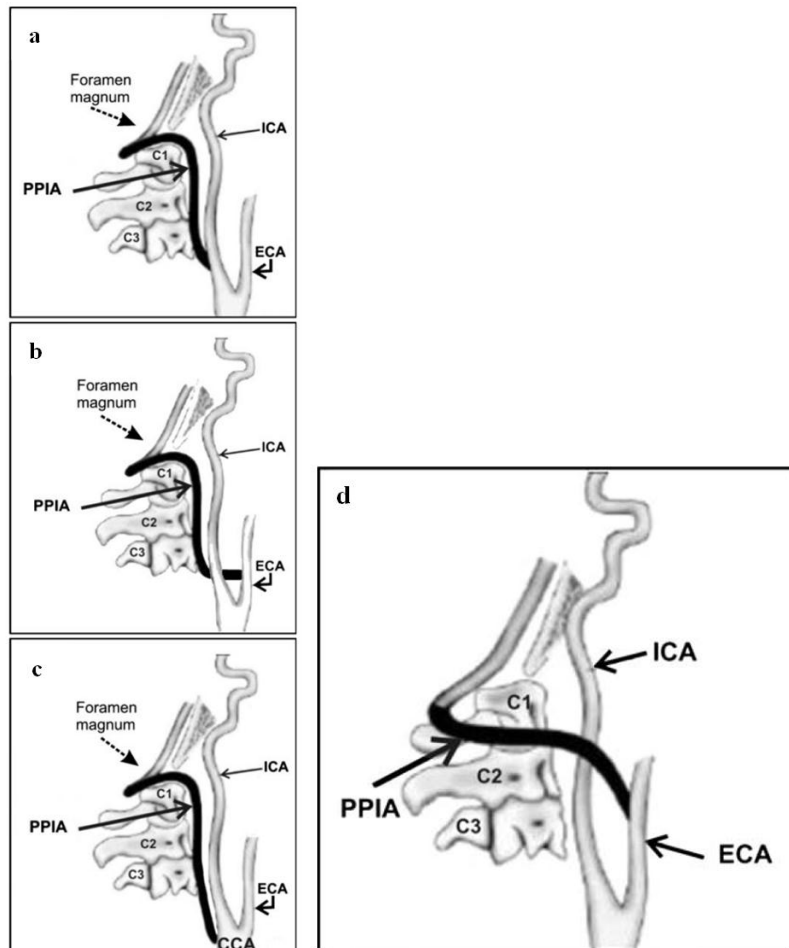 a
Foramen
magnum
ICA
C1
PPIA
C2
C3
ECA
b
Foramen
magnum
ICA
C1
PPIA
C2
C3
ECA
c
Foramen
magnum
ICA
C1
PPIA
C2
C3
ECA
CCA
d
ICA
C1
C2
PPIA
C3
ECA